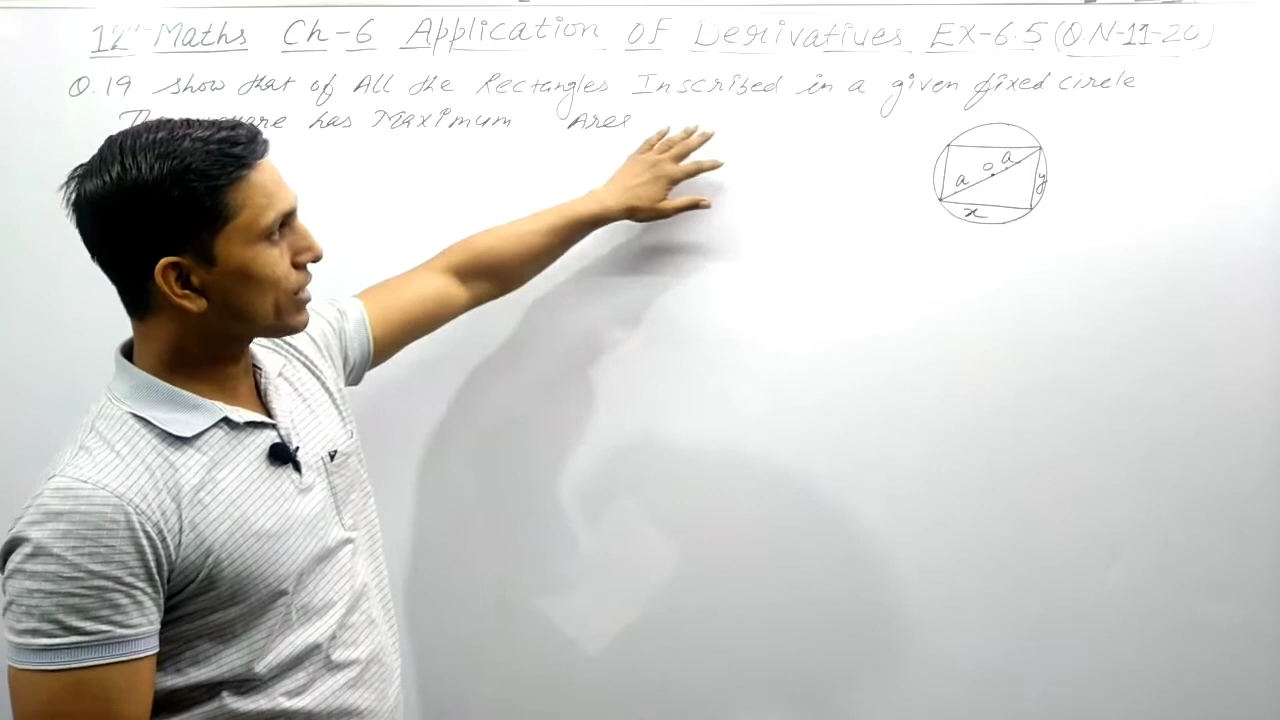 12th Maths Ch-6 Application OF Derivatives EX-6.5 (Q.N-11-20)
Q.19 Show that of All the Rectangles Inscribed in a given fixed circle
has Maximum Area
a O a
y
x